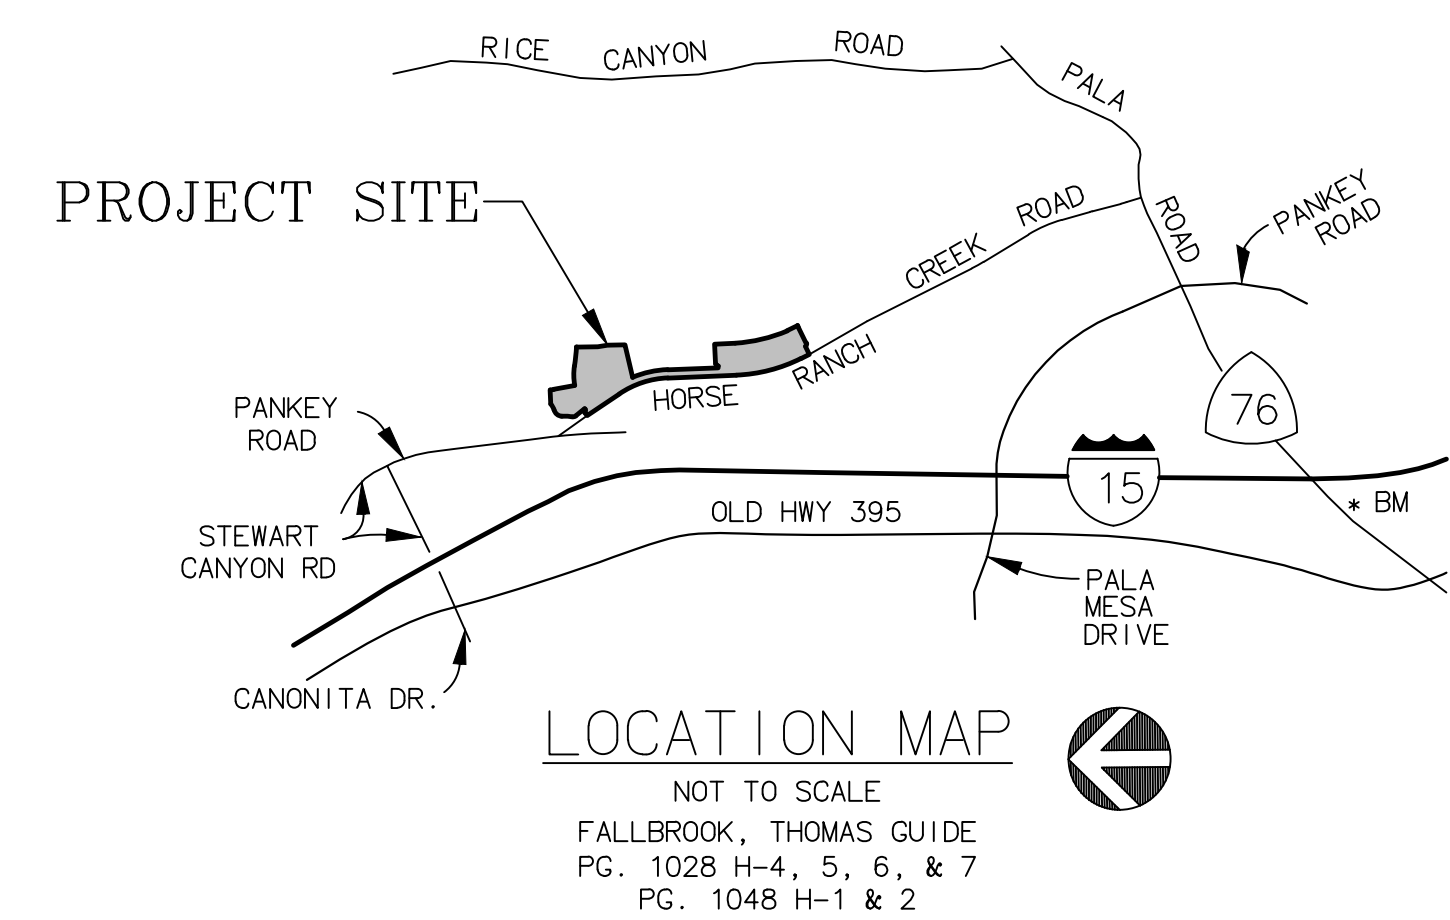 RICE CANYON ROAD
PALA ROAD
PROJECT SITE
PANKEY
ROAD
HORSE RANCH CREEK ROAD
PANKEY
ROAD
76
15
OLD HWY 395
* BM
STEWART
CANYON RD
PALA
MESA
DRIVE
CANONITA DR.
LOCATION MAP
NOT TO SCALE
FALLBROOK, THOMAS GUIDE
PG. 1028 H-4, 5, 6, & 7
PG. 1048 H-1 & 2